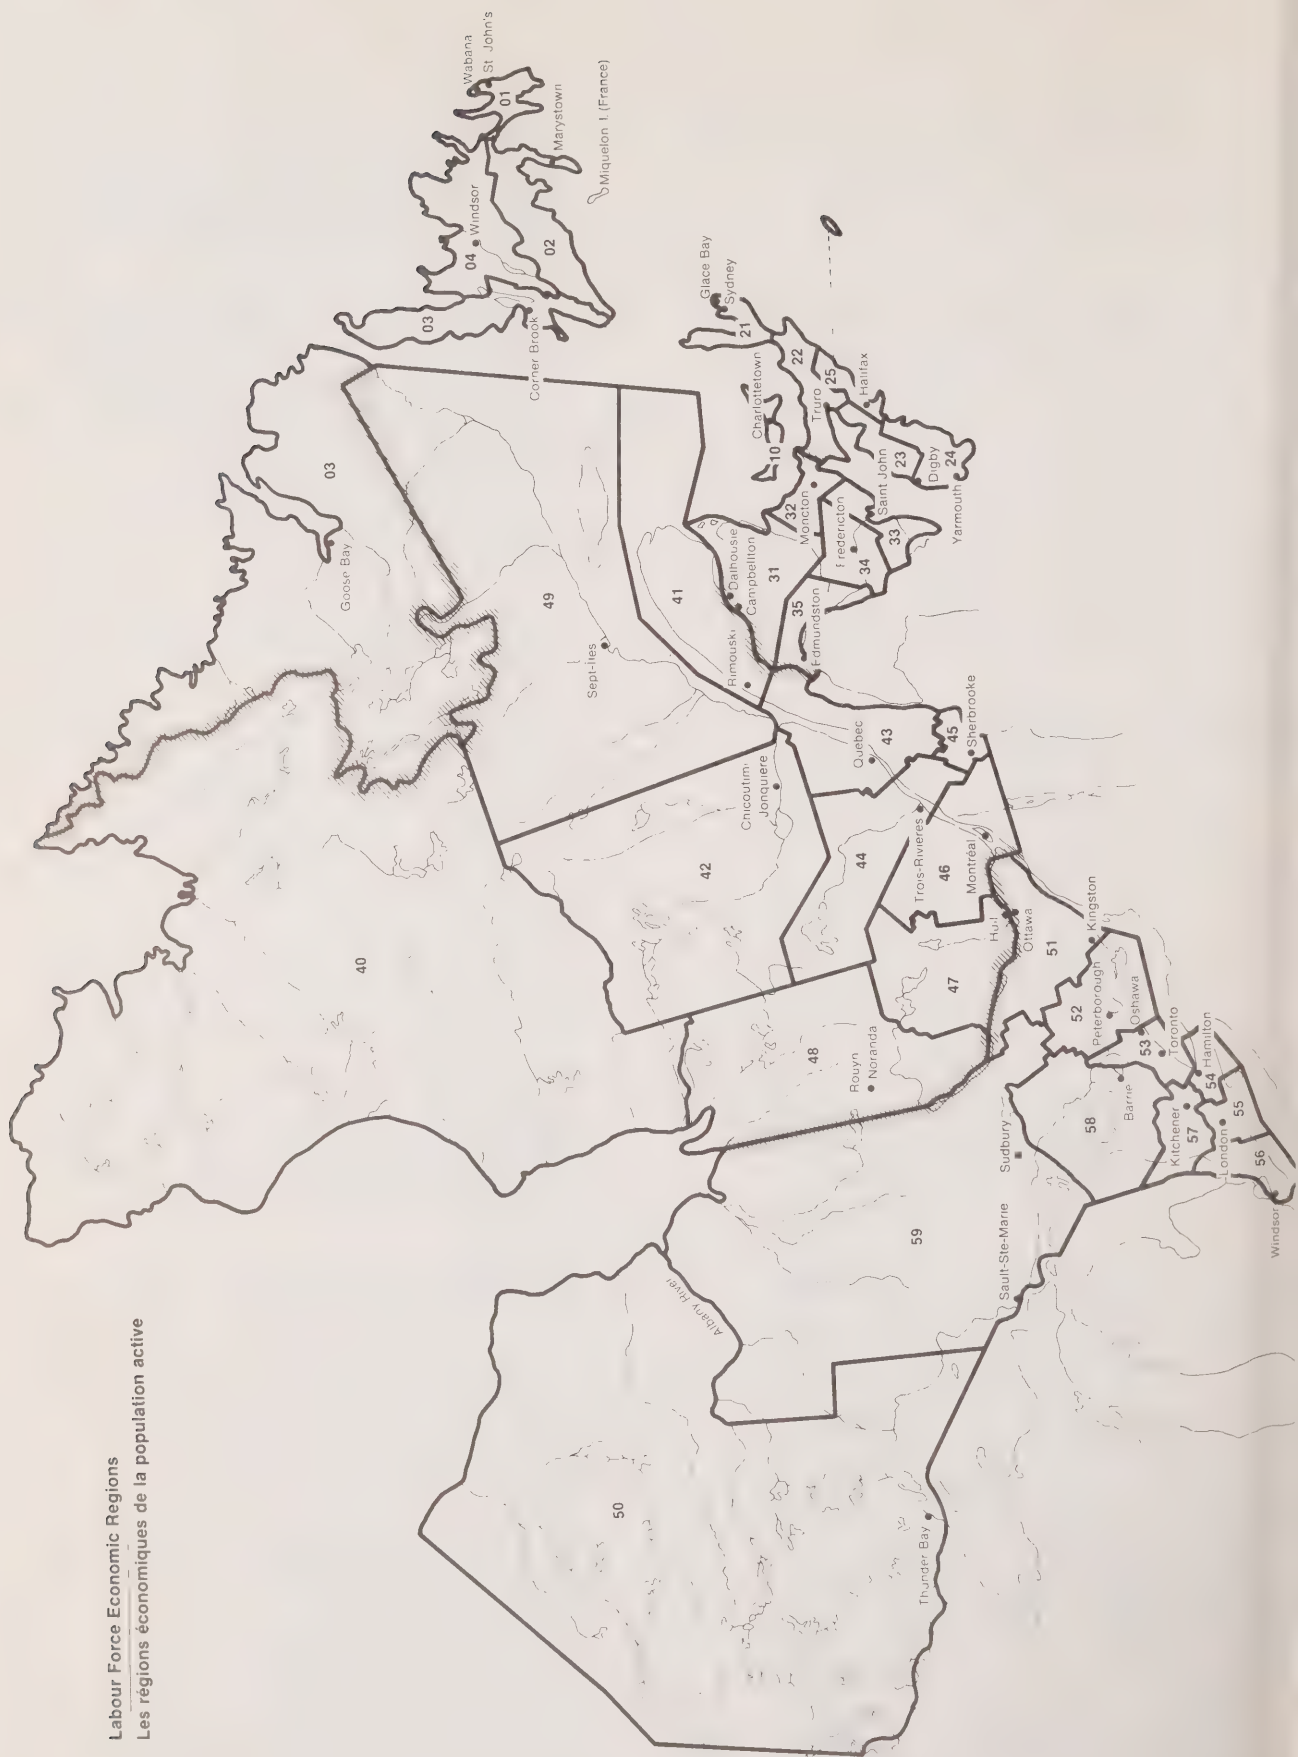 Labour Force Economic Regions
Les régions économiques de la population active
Wabana
St John's
01
Marystown
Miquelon I. (France)
Windsor
04
02
03
Corner Brook
03
Goose Bay
Glace Bay
Sydney
21
22
Charlottetown
10
Truro
25
Halifax
Saint John
23
Digby
24
Yarmouth
32
Moncton
Fredericton
34
33
Dalhousie
Campbellton
31
35
Edmundston
41
Rimouski
49
Sept-Iles
40
42
Chicoutimi
Jonquière
Québec
43
45
Sherbrooke
44
Trois-Rivières
46
Montréal
Hull
Ottawa
47
48
Rouyn
Noranda
51
Kingston
52
Peterborough
Oshawa
53
Toronto
54
Hamilton
55
56
Windsor
London
57
Kitchener
58
Barrie
Sudbury
59
Sault-Ste-Marie
Albany River
50
Thunder Bay